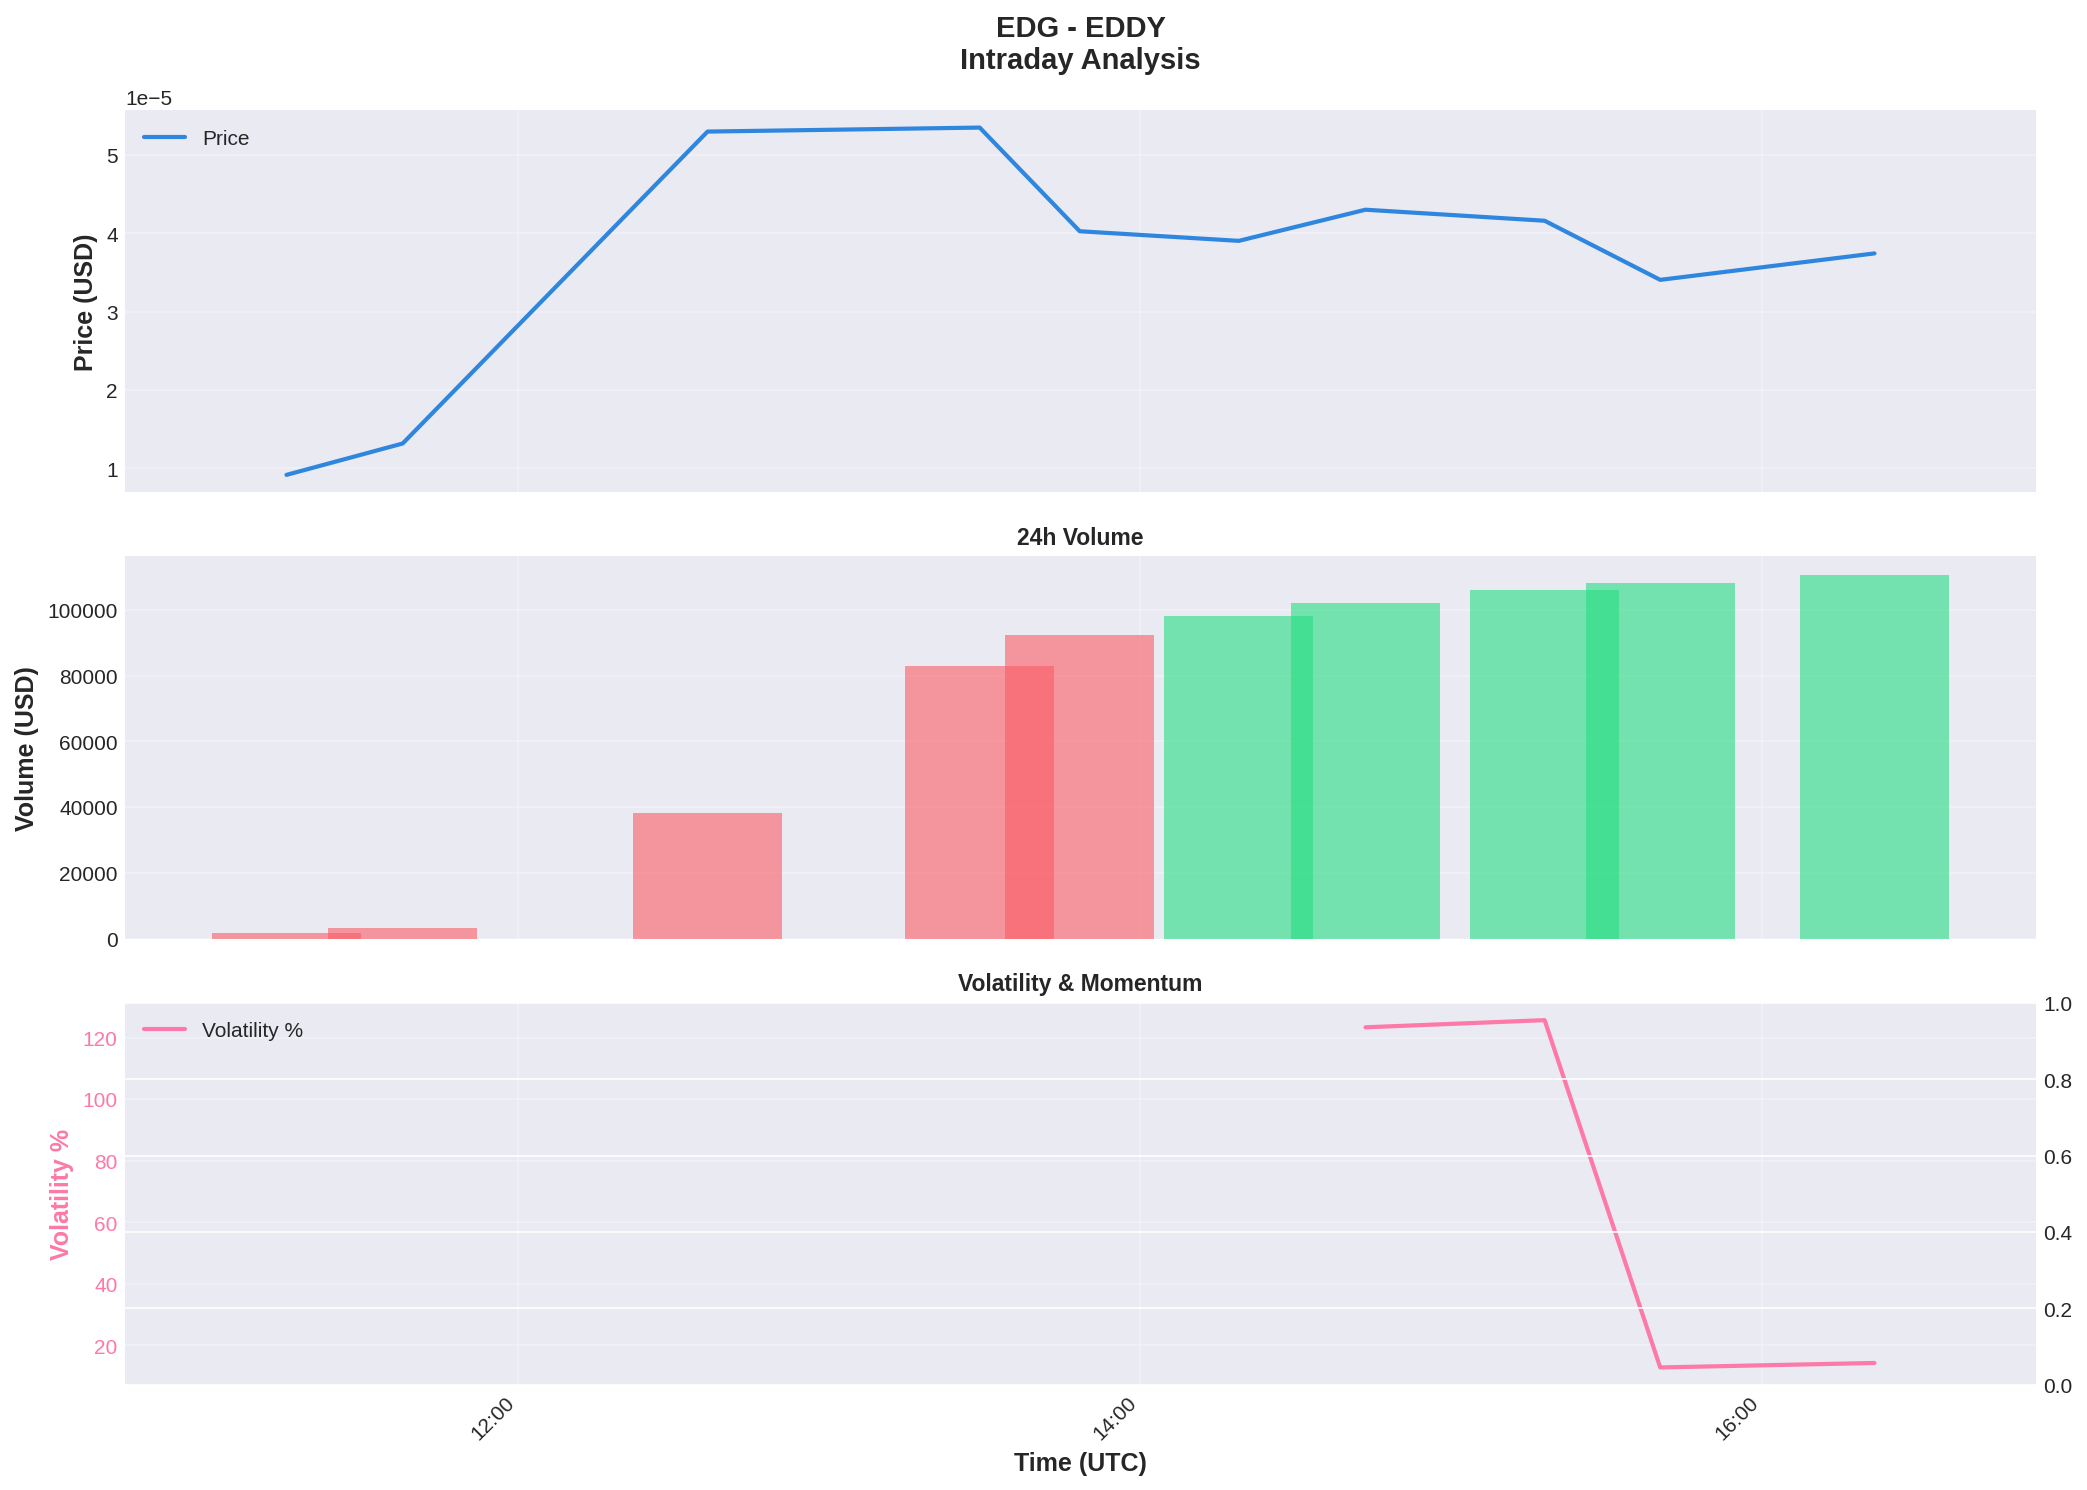 EDG - EDDY
Intraday Analysis
1e−5
Price
5
4
3
2
1
Price (USD)
24h Volume
100000
80000
60000
40000
20000
0
Volume (USD)
Volatility & Momentum
Volatility %
120
100
80
60
40
20
Volatility %
1.0
0.8
0.6
0.4
0.2
0.0
12:00
14:00
16:00
Time (UTC)